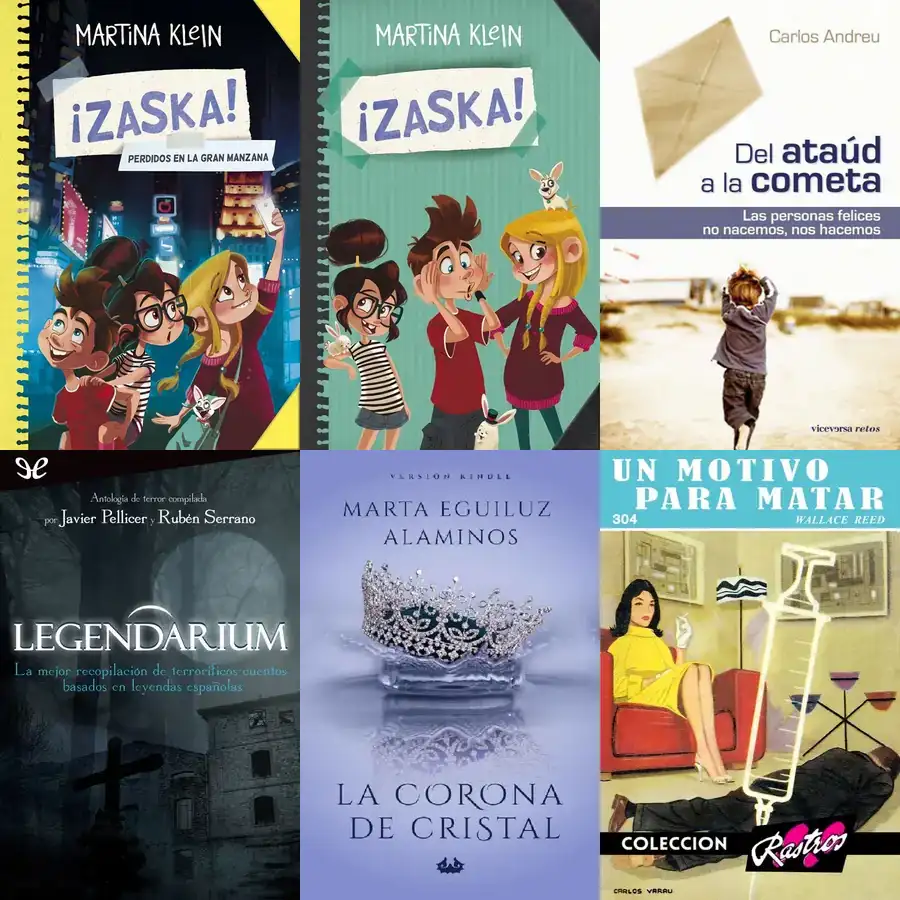 MARTINA KLEIN
¡ZASKA!
PERDIDOS EN LA GRAN MANZANA
MARTINA KLEIN
¡ZASKA!
Carlos Andreu
Del ataúd
a la cometa
Las personas felices
no nacemos, nos hacemos
viceversa retos
Antología de terror compilada
por Javier Pellicer y Rubén Serrano
LEGENDARIUM
La mejor recopilación de terroríficos cuentos
basados en leyendas españolas
VERSIÓN KINDLE
MARTA EGUILUZ
ALAMINOS
LA CORONA
DE CRISTAL
UN MOTIVO
PARA MATAR
304
WALLACE REED
COLECCION
Rastros
CARLOS VARAU